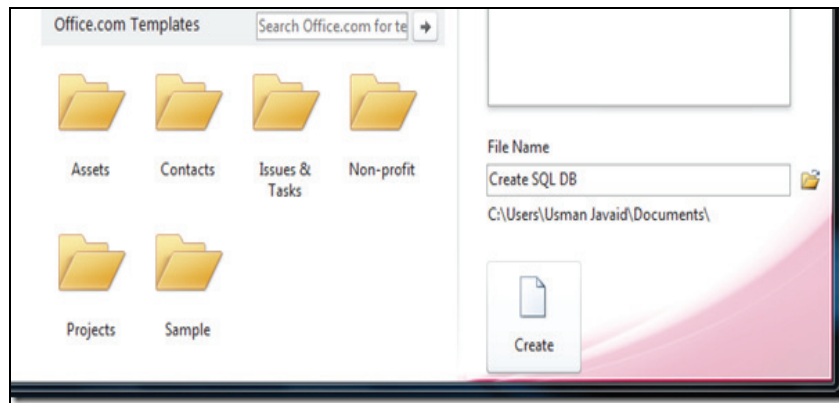 Office.com Templates
Search Office.com for te
Assets
Contacts
Issues &
Tasks
Non-profit
Projects
Sample
File Name
Create SQL DB
C:\Users\Usman Javaid\Documents\
Create